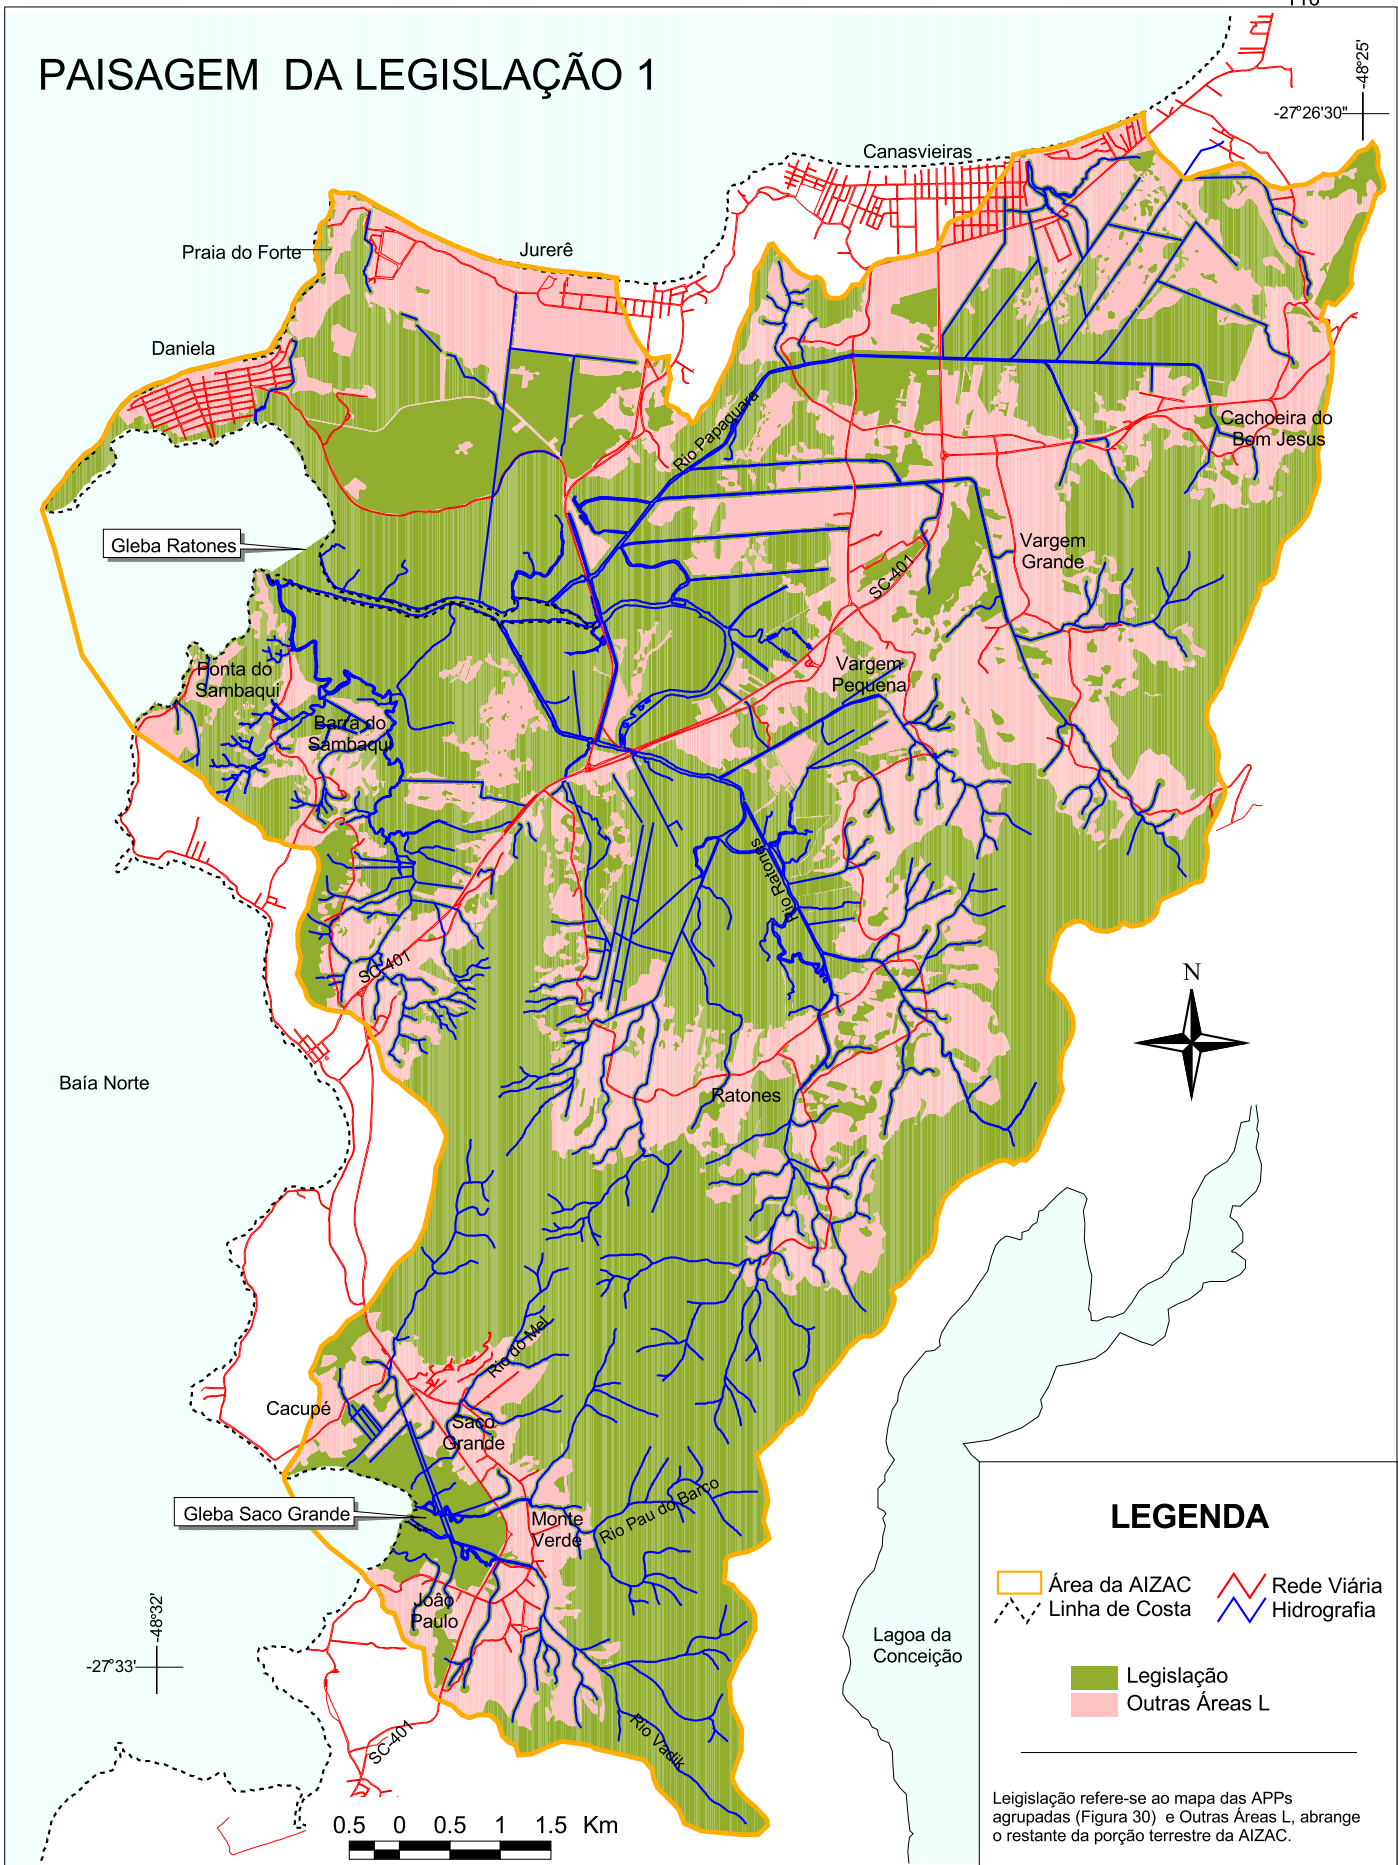 110
PAISAGEM DA LEGISLAÇÃO 1
-48°25'
-27°26'30"
Canasvieiras
Praia do Forte
Jurerê
Daniela
Rio Papaquara
Cachoeira do
Bom Jesus
Gleba Ratones
Vargem
Grande
SC-401
Ponta do
Sambaqui
Vargem
Pequena
Barra do
Sambaqui
Rio Ratones
SC-401
N
Baía Norte
Ratones
Rio do Mel
Cacupé
Saco
Grande
Gleba Saco Grande
Monte
Verde
Rio Pau do Barco
João
Paulo
-48°32'
-27°33'
Lagoa da
Conceição
SC-401
Rio Vadik
0.5 0 0.5 1 1.5 Km
LEGENDA
Área da AIZAC
Linha de Costa
Rede Viária
Hidrografia
Legislação
Outras Áreas L
Leigislação refere-se ao mapa das APPs
agrupadas (Figura 30) e Outras Áreas L, abrange
o restante da porção terrestre da AIZAC.